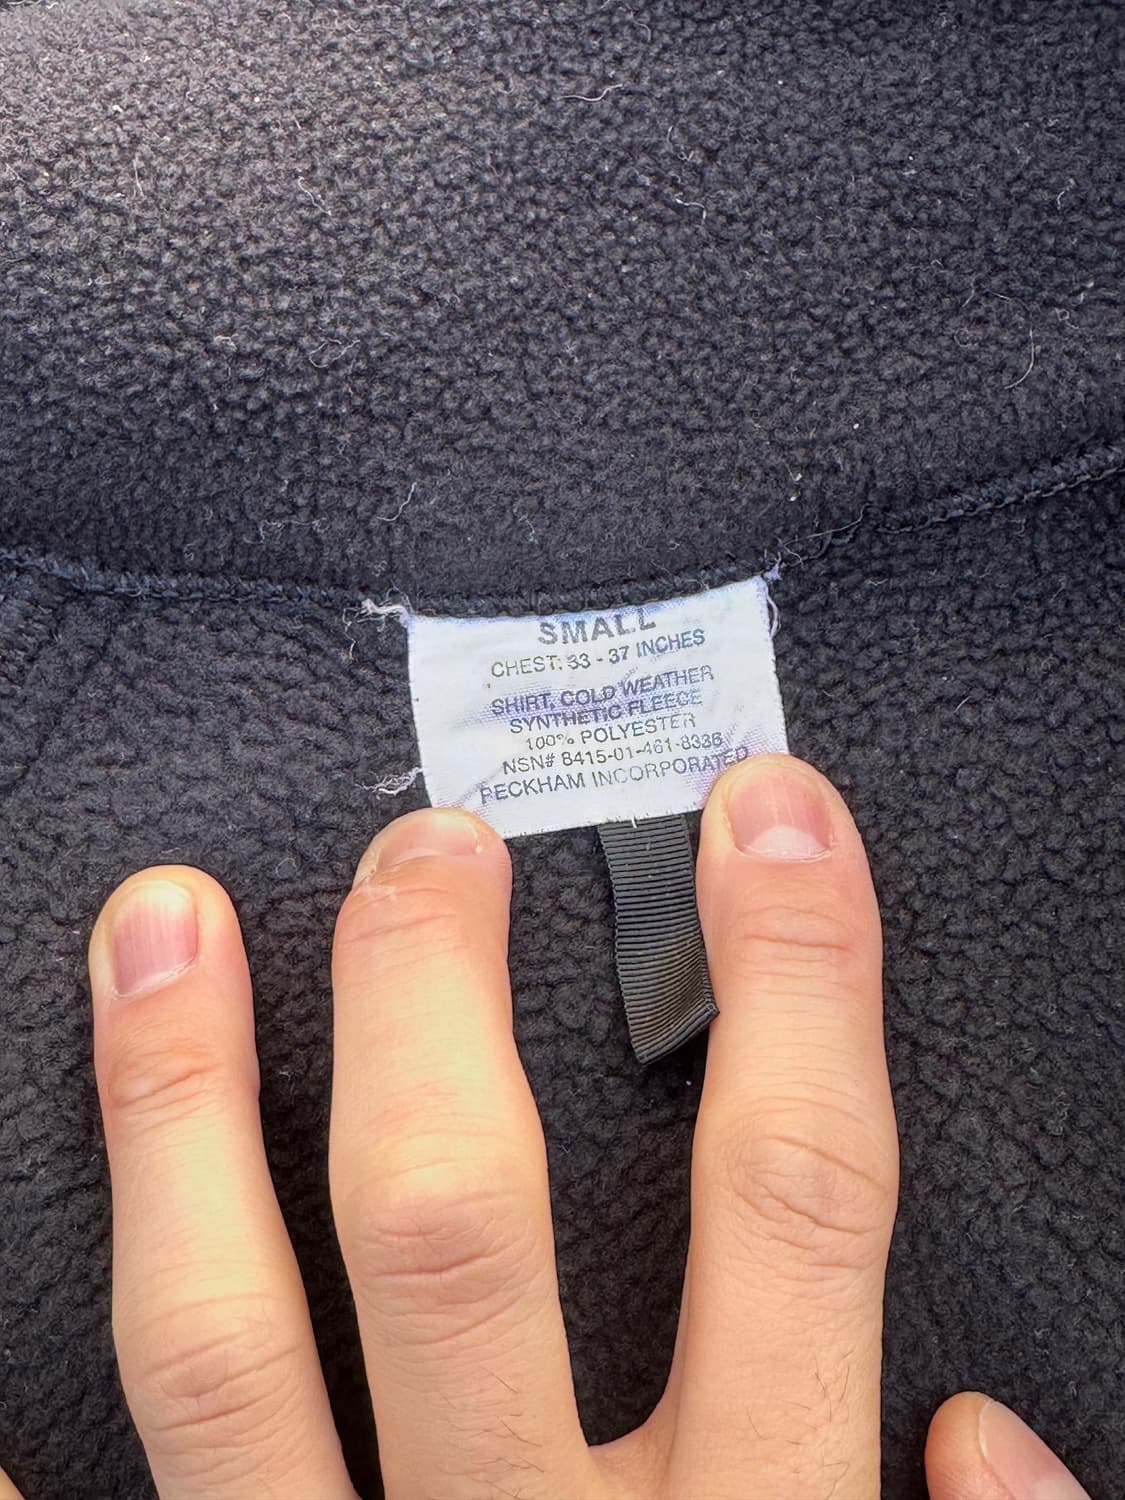 SMALL
CHEST: 33 - 37 INCHES
SHIRT, COLD WEATHER
SYNTHETIC FLEECE
100% POLYESTER
NSN# 8415-01-461-8336
PECKHAM INCORPORATED